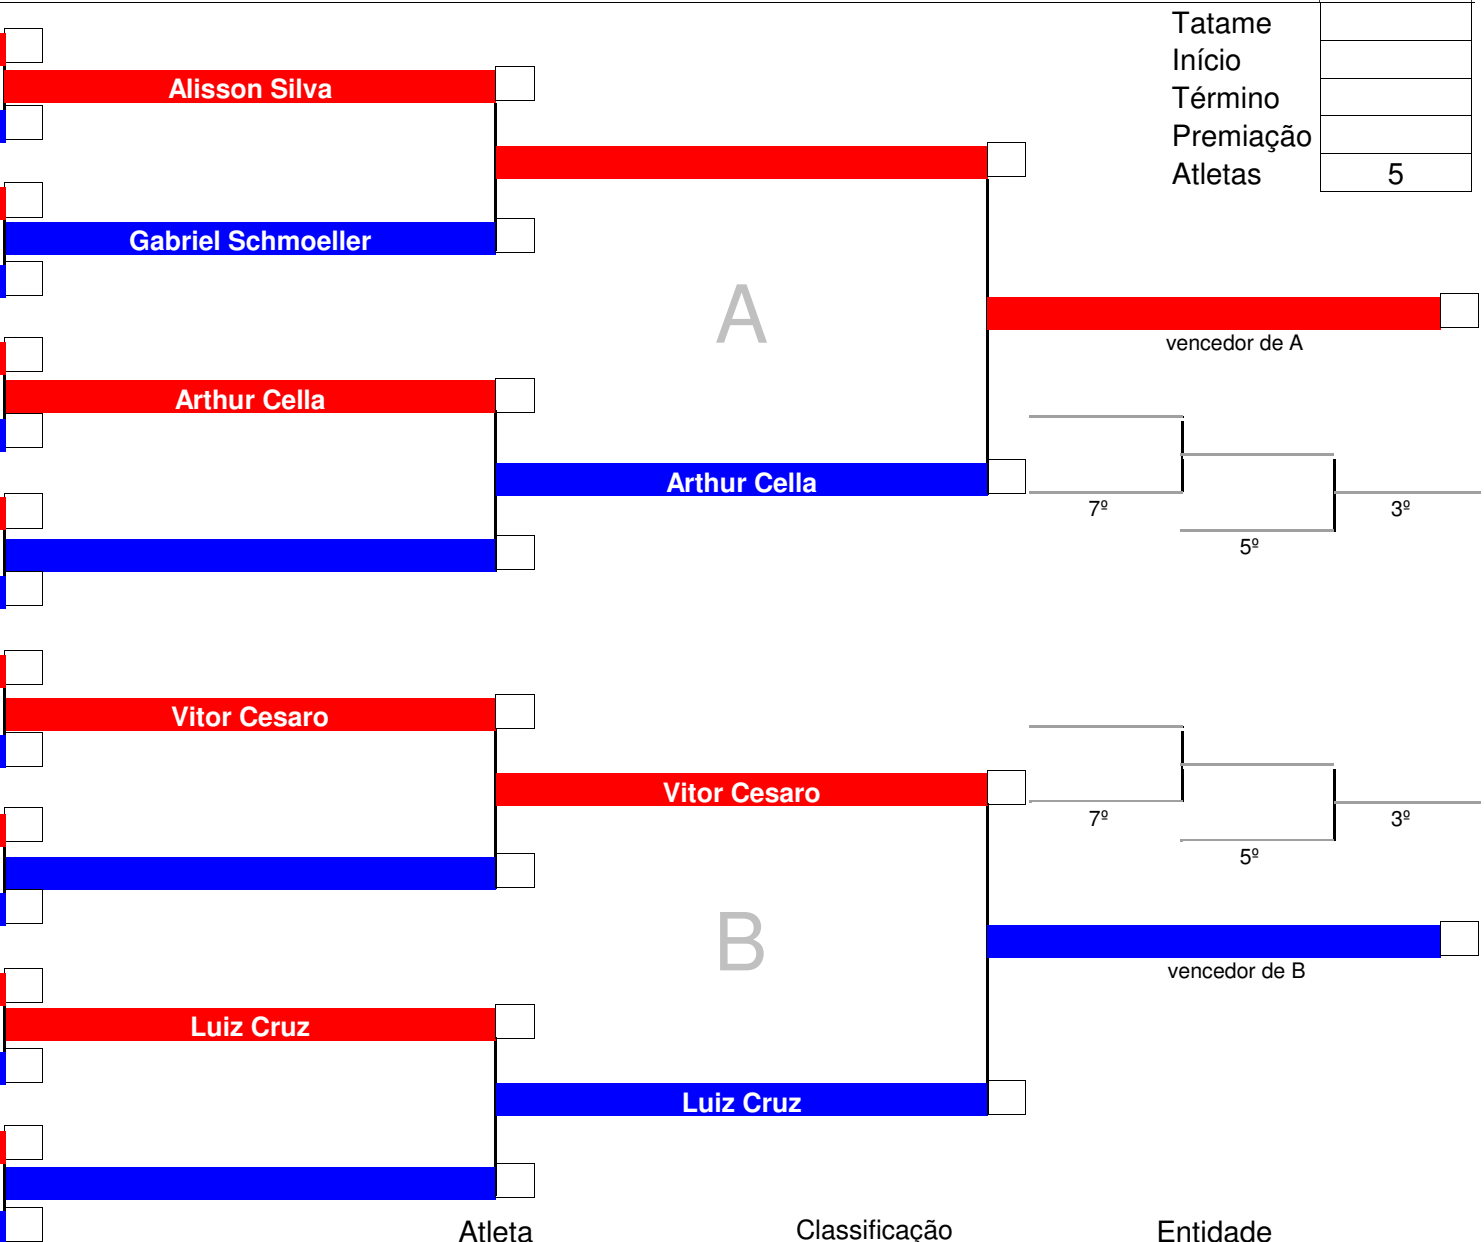 Tatame
Início
Término
Premiação
Atletas 5
Alisson Silva
Gabriel Schmoeller
A
vencedor de A
Arthur Cella
Arthur Cella
7º
3º
5º
Vitor Cesaro
Vitor Cesaro
7º
3º
5º
B
vencedor de B
Luiz Cruz
Luiz Cruz
Atleta Classificação Entidade